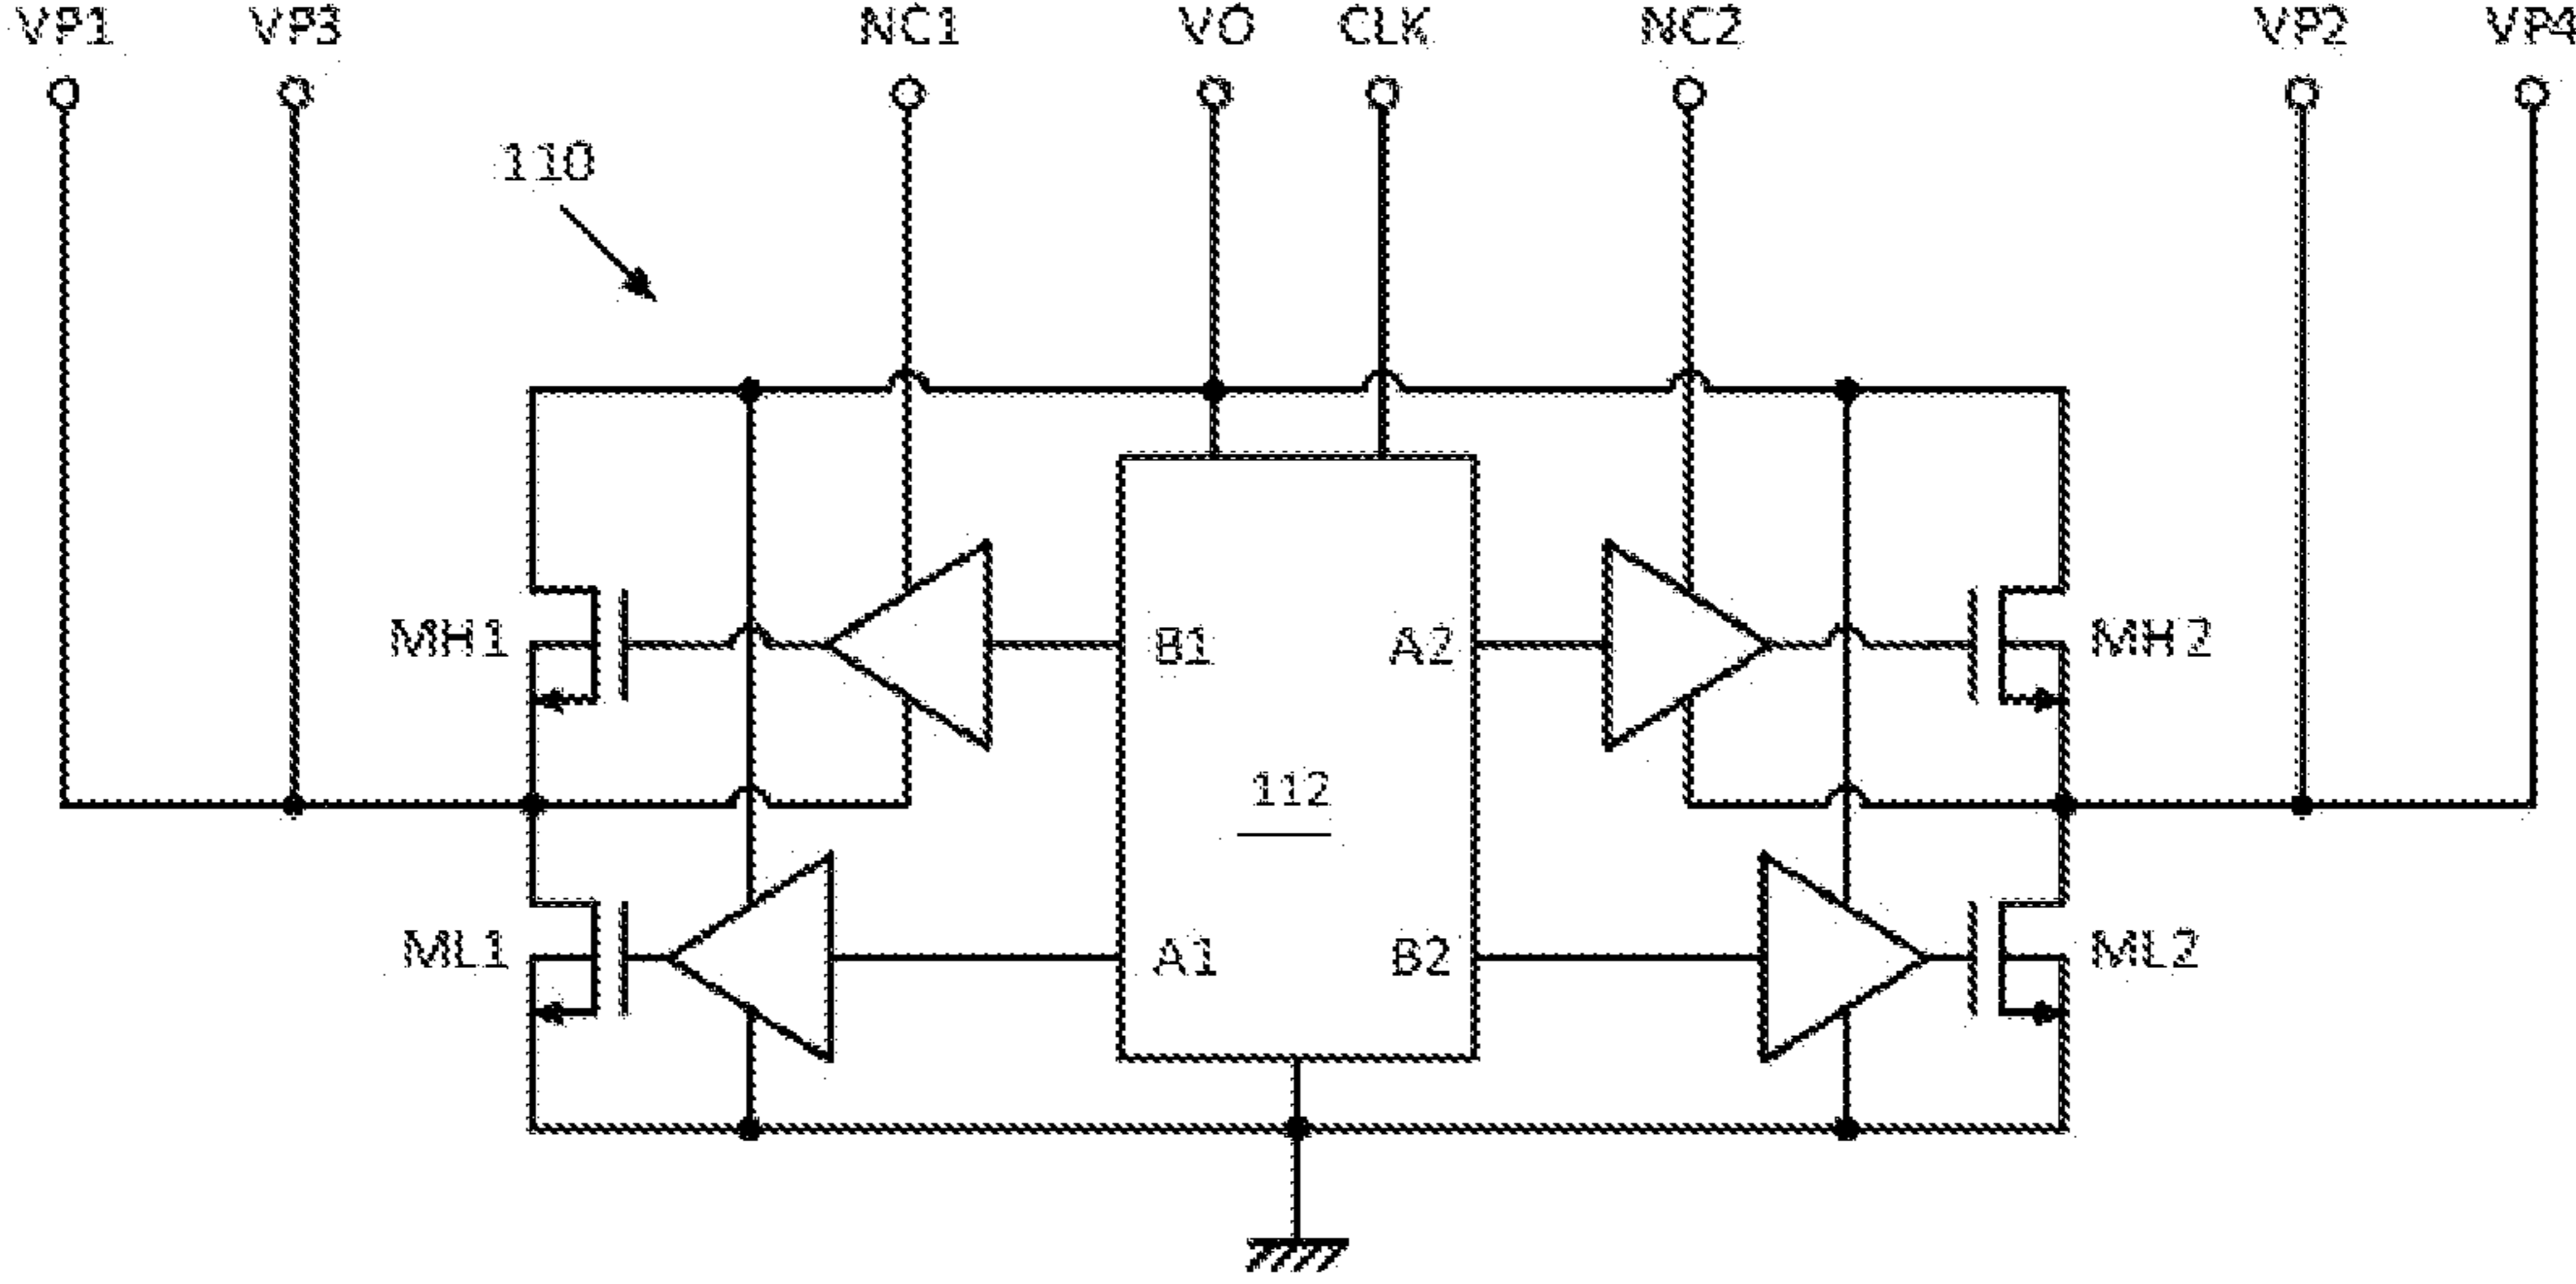 VP1 VP3 NC1 VO CLK NC2 VP2 VP4
110
MH1 B1 A2 MH2
112
ML1 A1 B2 ML2